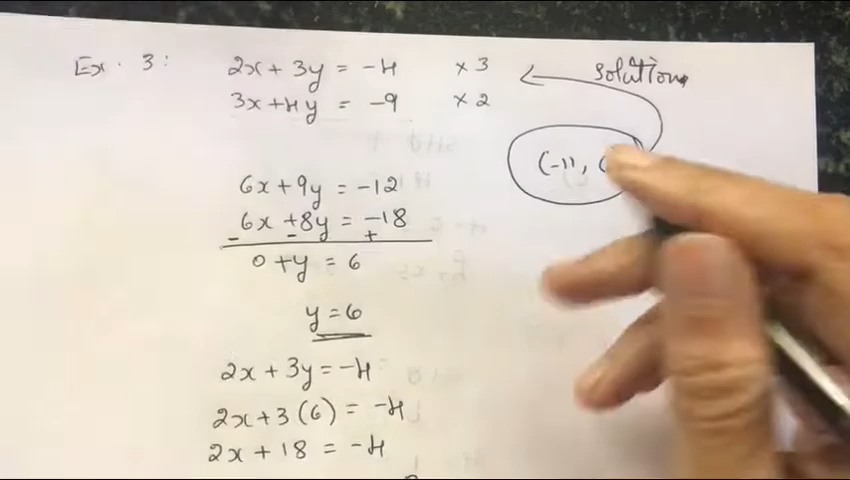 Ex. 3: 2x + 3y = -4 x 3
3x + 4y = -9 x 2
solution
(-11, 
6x + 9y = -12
6x + 8y = -18
- - +
0 + y = 6
y = 6
2x + 3y = -4
2x + 3(6) = -4
2x + 18 = -4